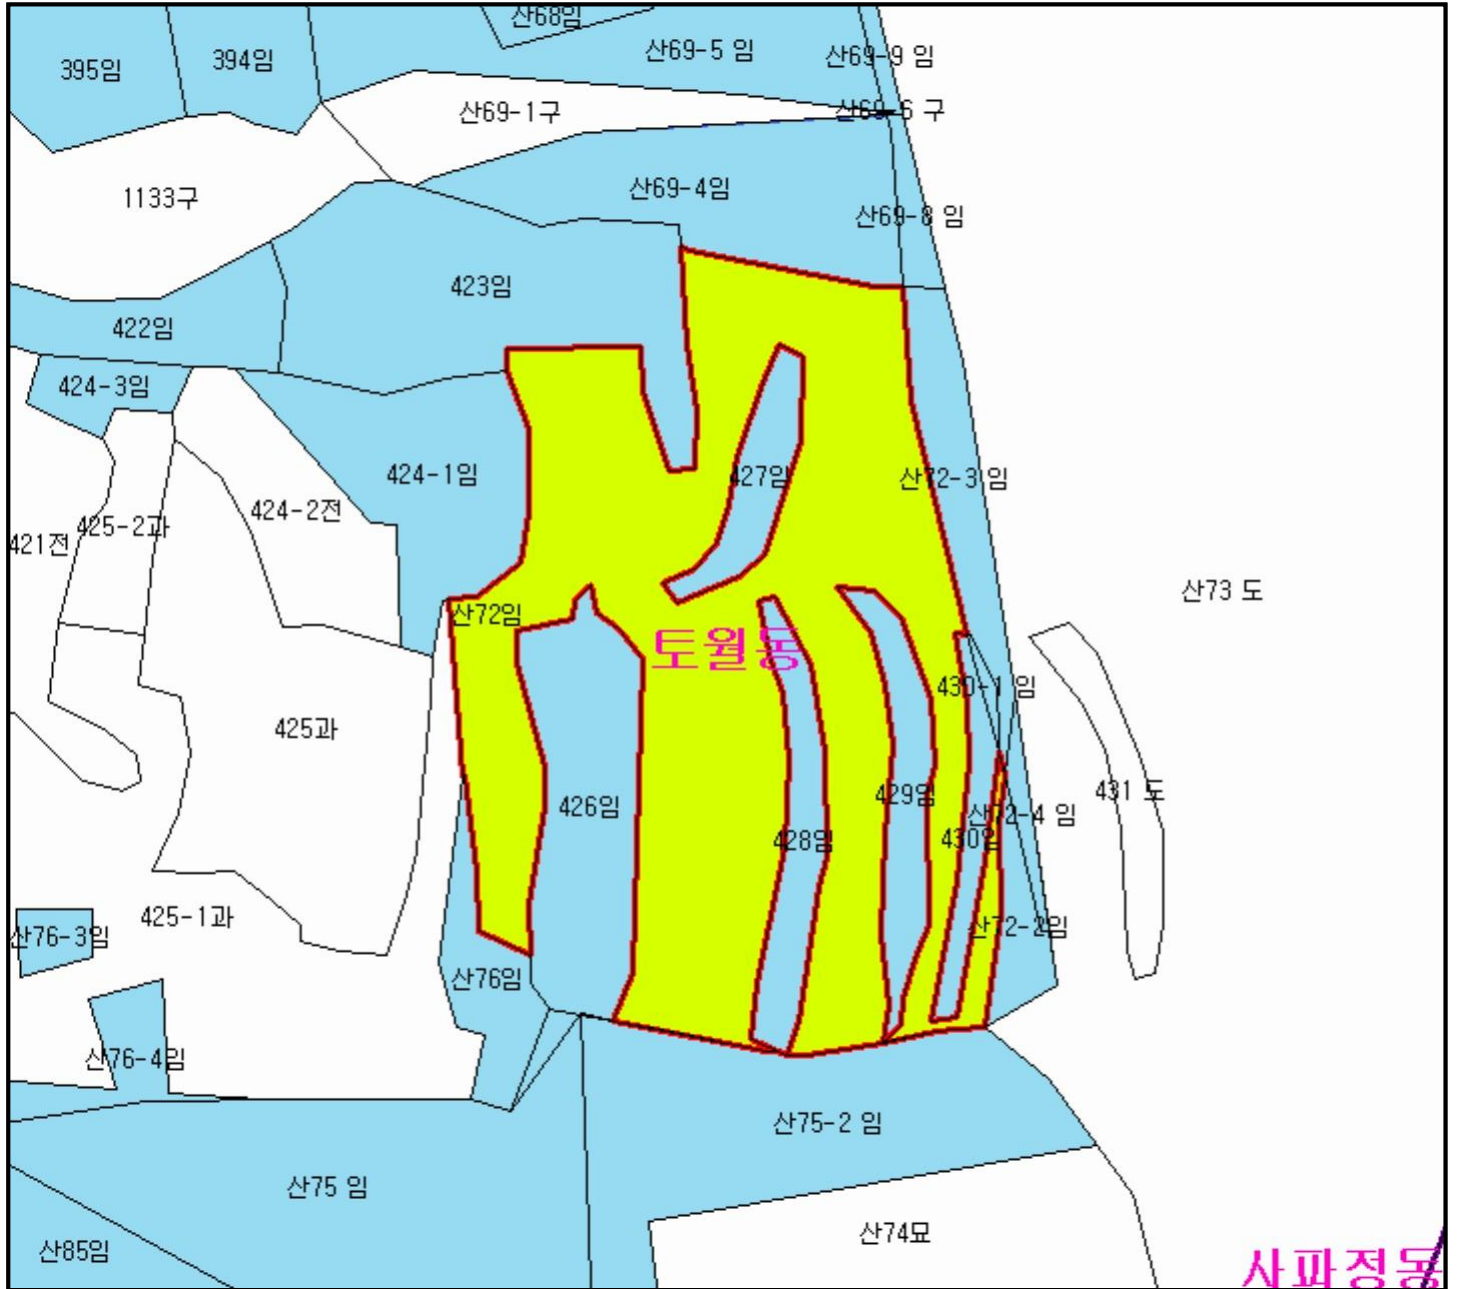 산68임
산69-5 임
산69-9 임
395임
394임
산69-1구
산69-6 구
1133구
산69-4임
산69-8 임
423임
422임
424-3임
424-1임
427임
산72-3 임
424-2전
425-2과
421전
산73 도
산72임
토월동
430-1 임
425과
431 도
426임
429임
산72-4 임
428임
430임
425-1과
산72-2임
산76-3임
산76임
산76-4임
산75-2 임
산75 임
산74묘
산85임
사파정동